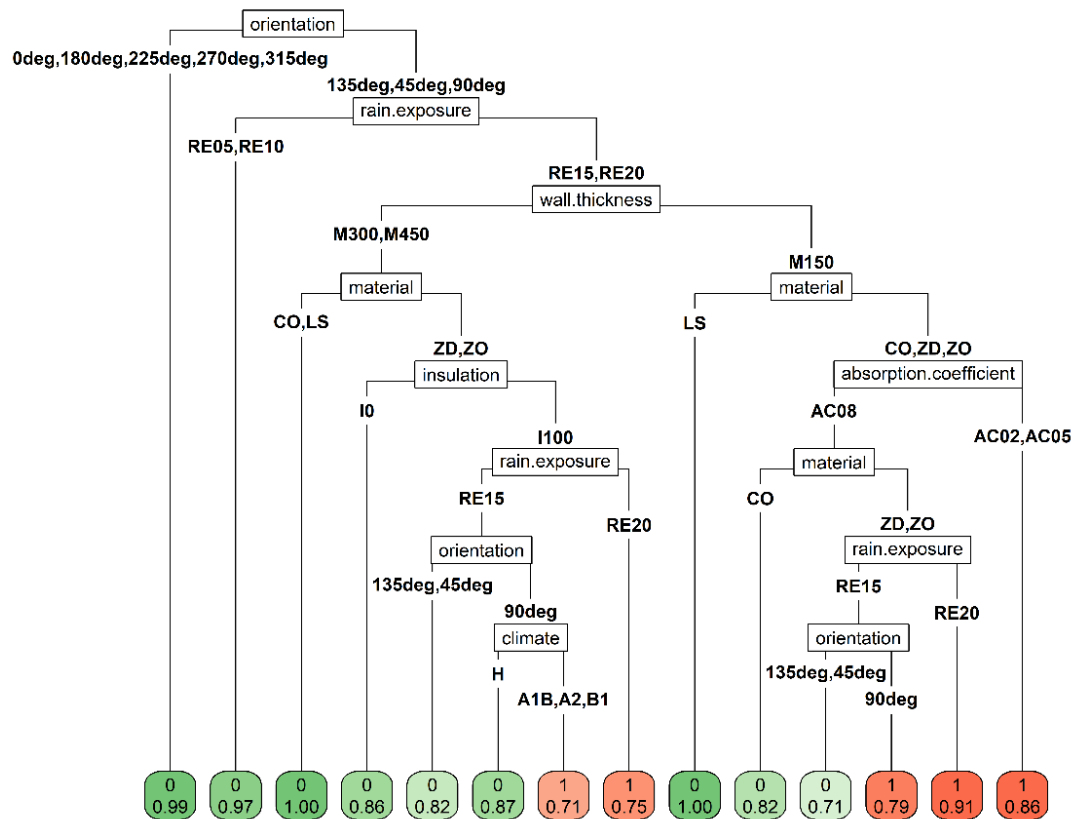 orientation
0deg,180deg,225deg,270deg,315deg
135deg,45deg,90deg
rain.exposure
RE05,RE10
RE15,RE20
wall.thickness
M300,M450
M150
material
material
CO,LS
LS
ZD,ZO
CO,ZD,ZO
insulation
absorption.coefficient
I0
AC08
I100
AC02,AC05
rain.exposure
material
RE15
CO
RE20
ZD,ZO
orientation
rain.exposure
135deg,45deg
RE15
90deg
RE20
climate
orientation
H
135deg,45deg
A1B,A2,B1
90deg
0 0 0 0 0 0 1 1 0 0 0 1 1 1
0.99 0.97 1.00 0.86 0.82 0.87 0.71 0.75 1.00 0.82 0.71 0.79 0.91 0.86